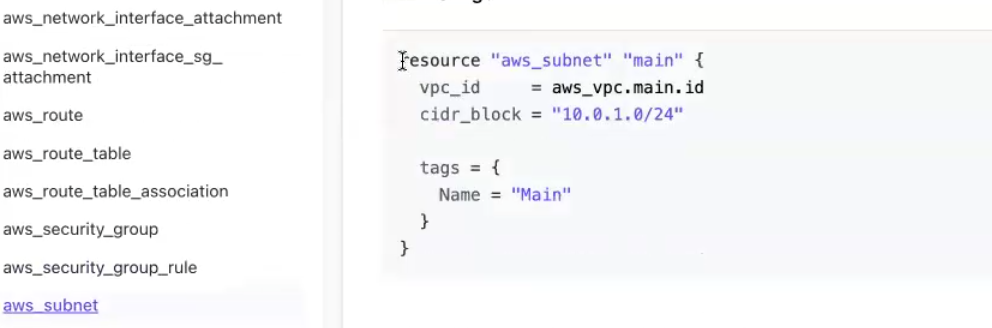 aws_network_interface_attachment
aws_network_interface_sg_
attachment
aws_route
aws_route_table
aws_route_table_association
aws_security_group
aws_security_group_rule
aws_subnet
resource "aws_subnet" "main" {
  vpc_id     = aws_vpc.main.id
  cidr_block = "10.0.1.0/24"

  tags = {
    Name = "Main"
  }
}